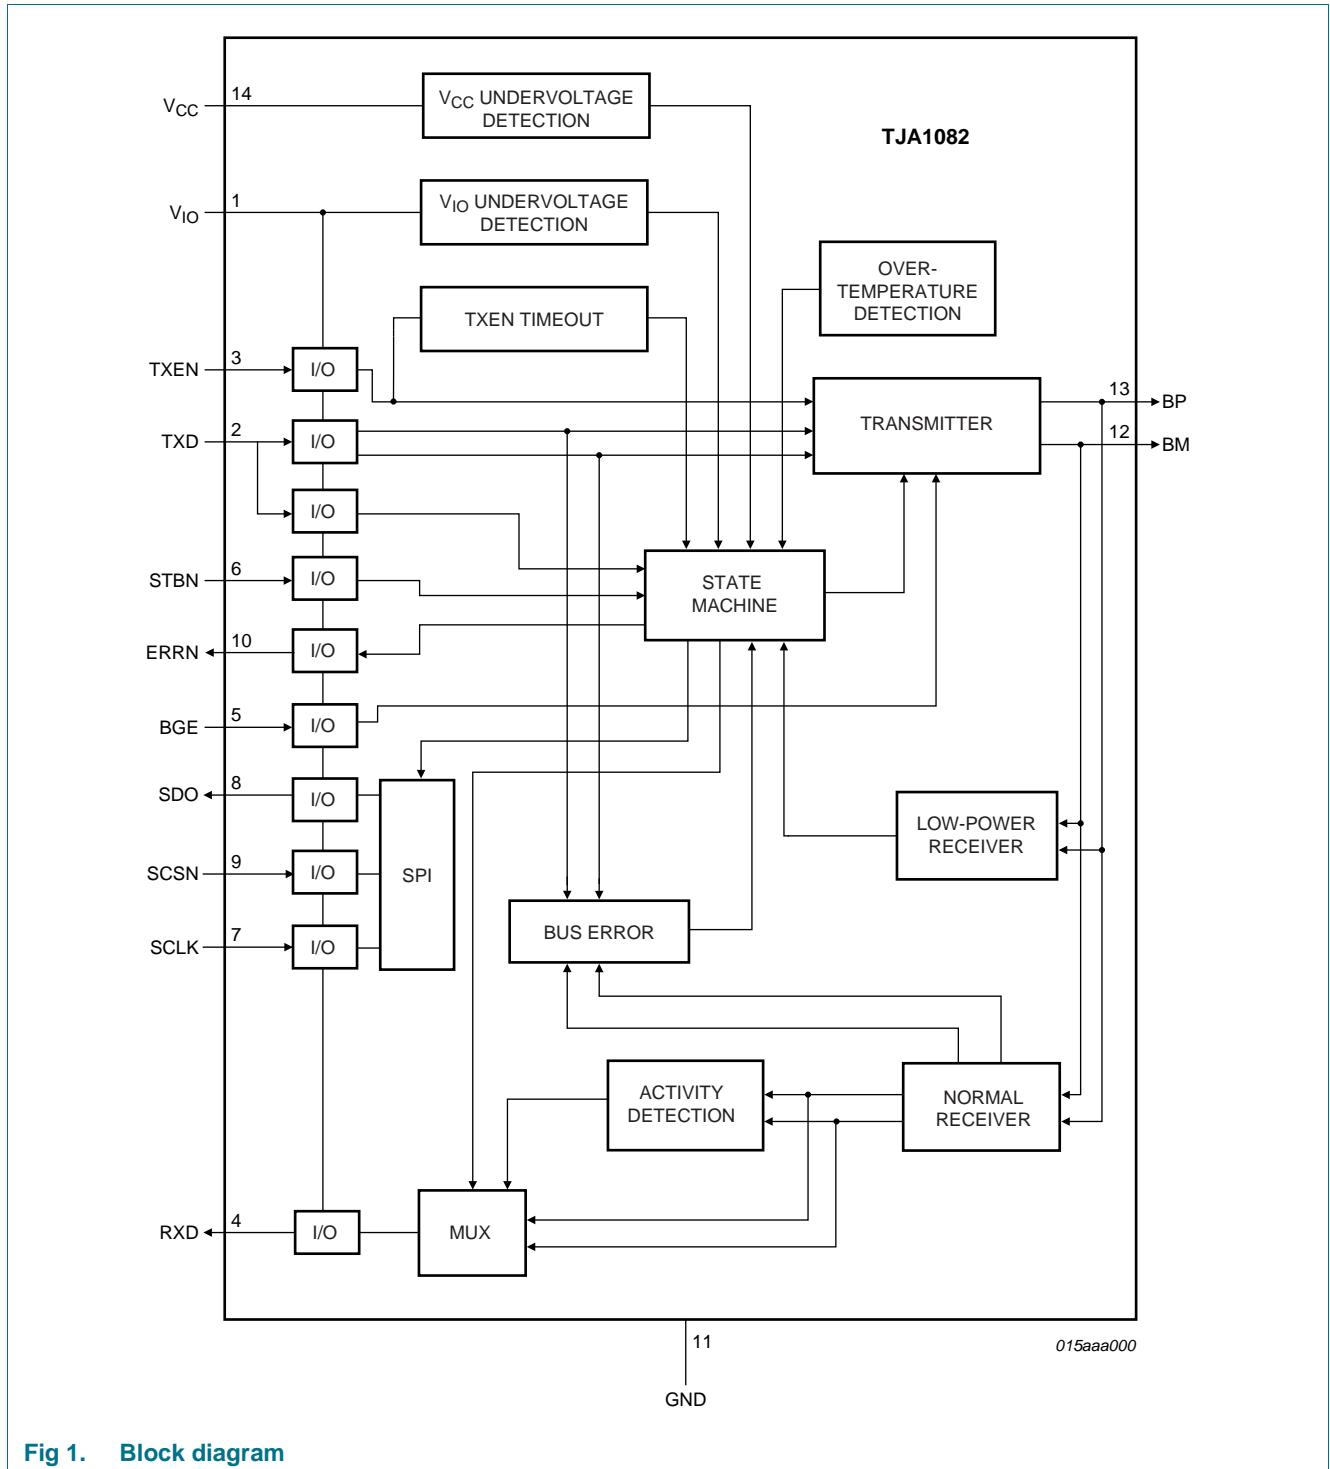 14
VCC
VCC UNDERVOLTAGE
DETECTION
TJA1082
1
VIO
VIO UNDERVOLTAGE
DETECTION
OVER-
TEMPERATURE
DETECTION
TXEN TIMEOUT
3
TXEN
I/O
13
BP
TRANSMITTER
2
TXD
I/O
12
BM
I/O
6
STBN
I/O
STATE
MACHINE
10
ERRN
I/O
5
BGE
I/O
8
SDO
I/O
LOW-POWER
RECEIVER
9
SCSN
I/O
SPI
7
SCLK
I/O
BUS ERROR
ACTIVITY
DETECTION
NORMAL
RECEIVER
4
RXD
I/O
MUX
11
015aaa000
GND
Fig 1. Block diagram